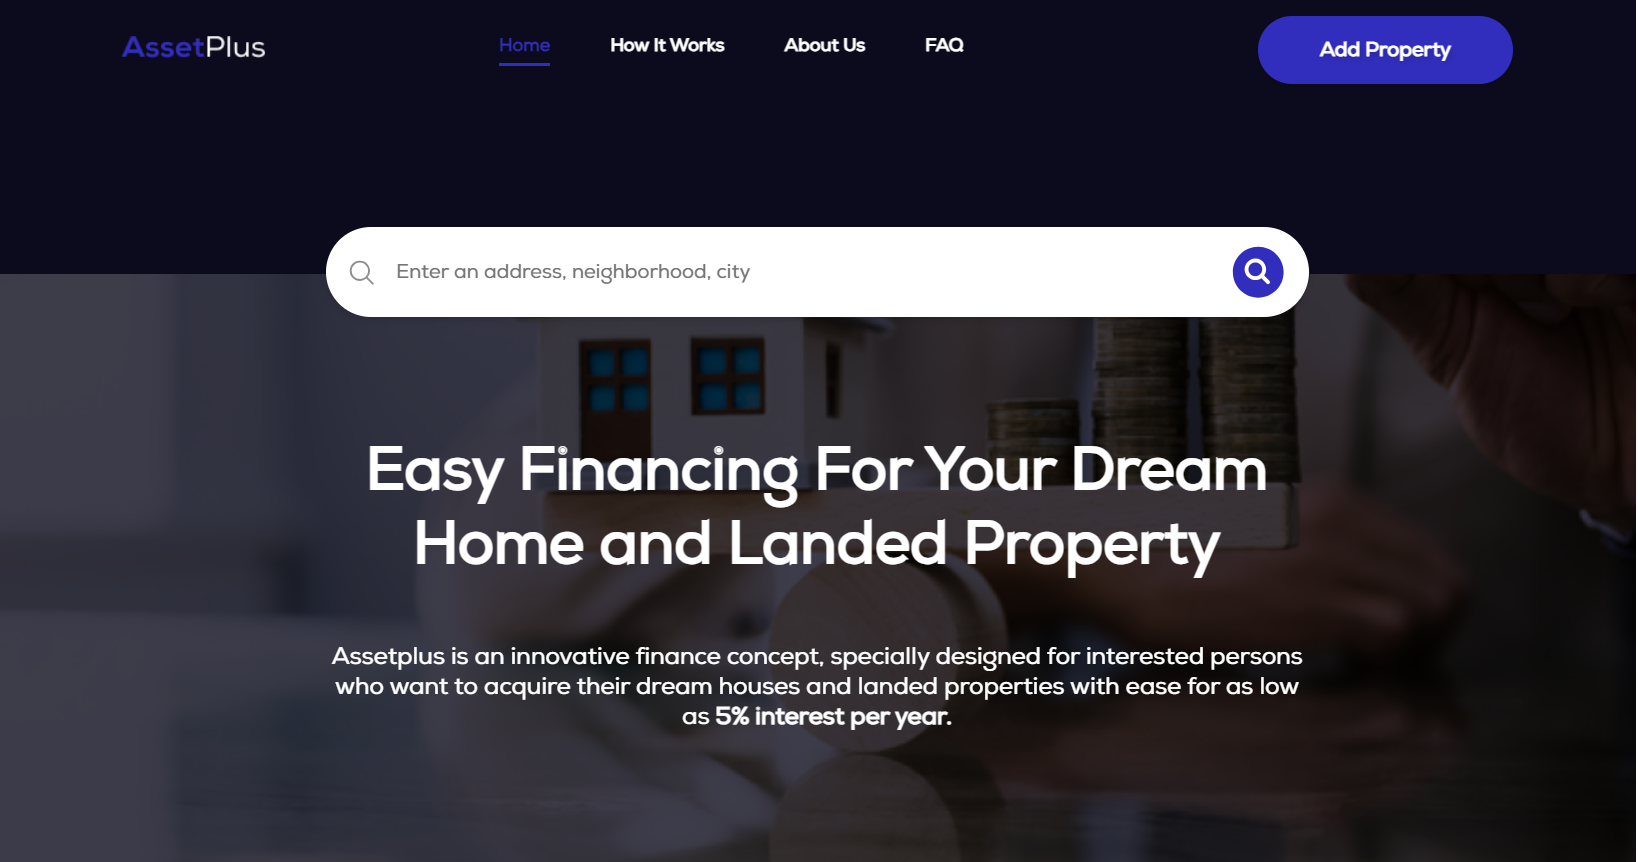 AssetPlus
Home
How It Works
About Us
FAQ
Add Property
Enter an address, neighborhood, city
Easy Financing For Your Dream
Home and Landed Property
Assetplus is an innovative finance concept, specially designed for interested persons
who want to acquire their dream houses and landed properties with ease for as low
as 5% interest per year.